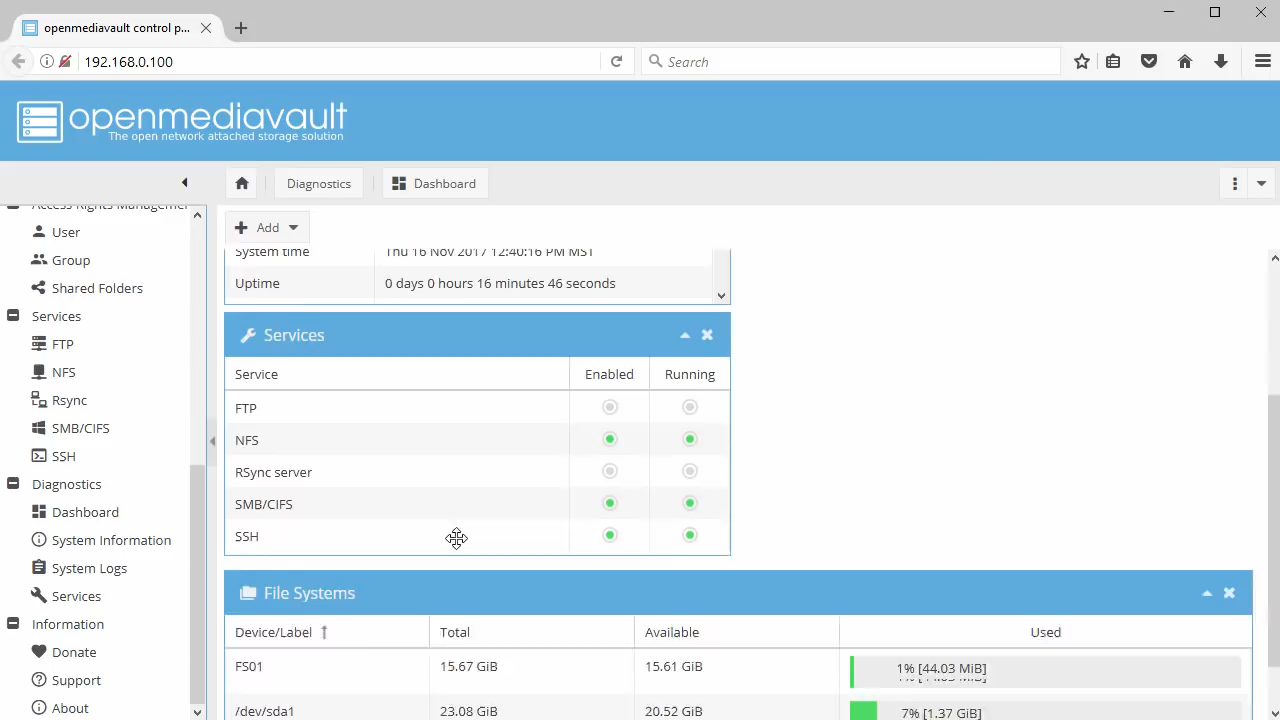 openmediavault control p...
192.168.0.100
Search
openmediavault
The open network attached storage solution
Diagnostics
Dashboard
Access Rights Managemer
User
Group
Shared Folders
Services
FTP
NFS
Rsync
SMB/CIFS
SSH
Diagnostics
Dashboard
System Information
System Logs
Services
Information
Donate
Support
About
Add
System time Thu 16 Nov 2017 12:40:16 PM MST
Uptime 0 days 0 hours 16 minutes 46 seconds
Services
Service Enabled Running
FTP
NFS
RSync server
SMB/CIFS
SSH
File Systems
Device/Label Total Available Used
FS01 15.67 GiB 15.61 GiB 1% [44.03 MiB]
/dev/sda1 23.08 GiB 20.52 GiB 7% [1.37 GiB]